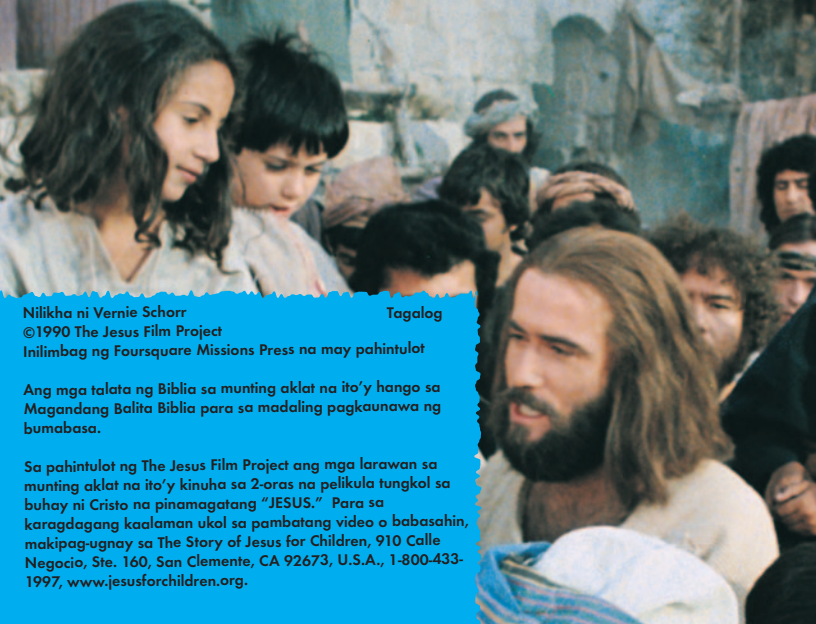 Nilikha ni Vernie Schorr Tagalog
©1990 The Jesus Film Project
Inilimbag ng Foursquare Missions Press na may pahintulot
Ang mga talata ng Biblia sa munting aklat na ito’y hango sa
Magandang Balita Biblia para sa madaling pagkaunawa ng
bumabasa.
Sa pahintulot ng The Jesus Film Project ang mga larawan sa
munting aklat na ito’y kinuha sa 2-oras na pelikula tungkol sa
buhay ni Cristo na pinamagatang “JESUS.” Para sa
karagdagang kaalaman ukol sa pambatang video o babasahin,
makipag-ugnay sa The Story of Jesus for Children, 910 Calle
Negocio, Ste. 160, San Clemente, CA 92673, U.S.A., 1-800-433-
1997, www.jesusforchildren.org.